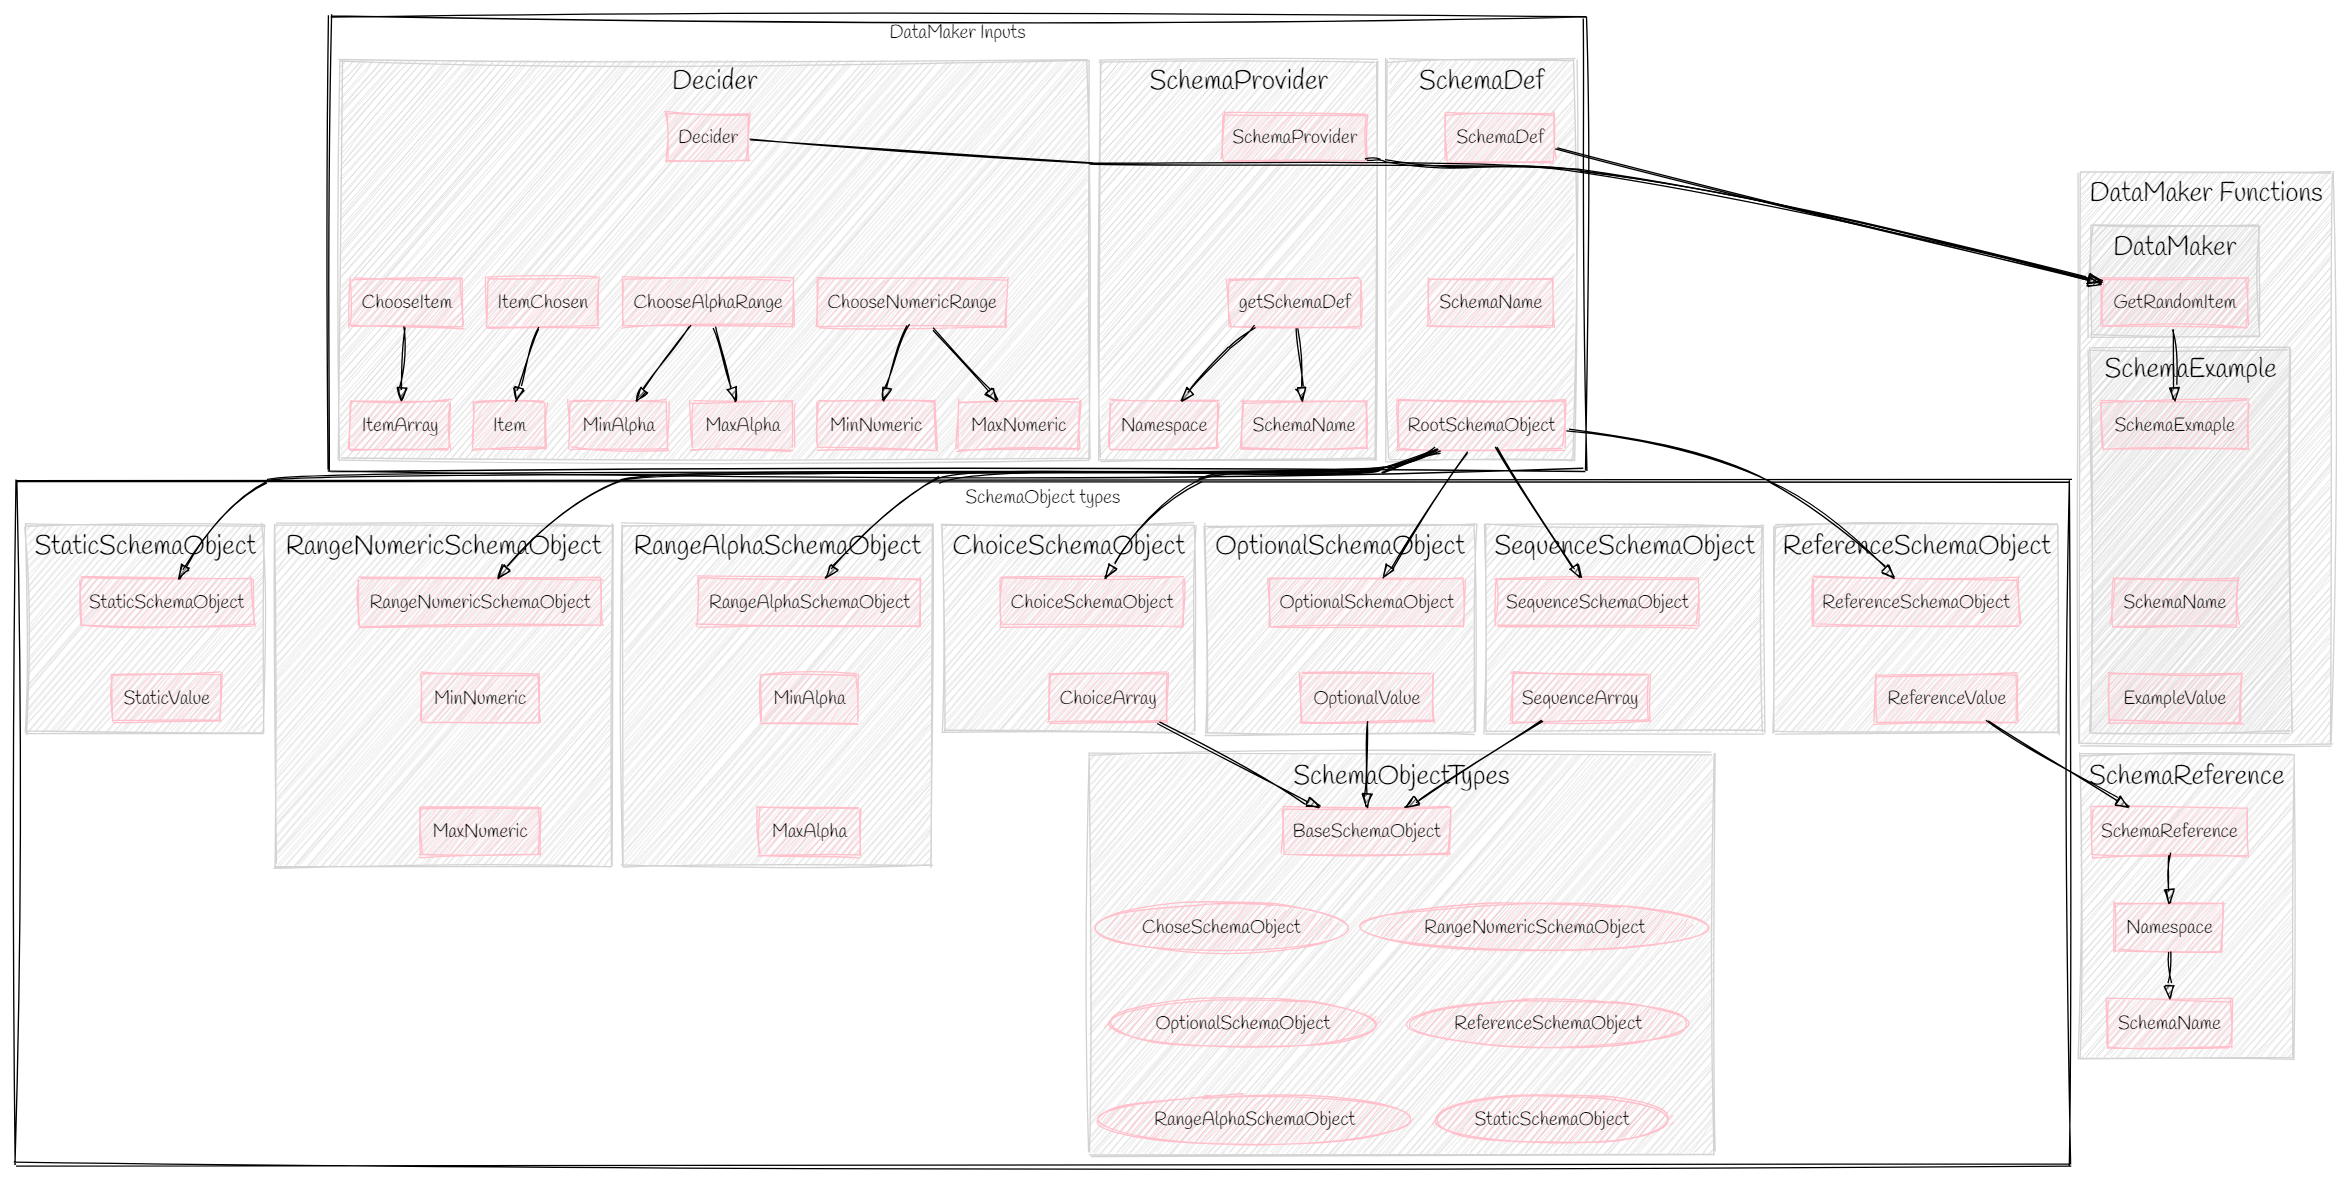 DataMaker Inputs
Decider
SchemaProvider
SchemaDef
Decider
SchemaProvider
SchemaDef
DataMaker Functions
DataMaker
ChooseItem
ItemChosen
ChooseAlphaRange
ChooseNumericRange
getSchemaDef
SchemaName
GetRandomItem
SchemaExample
ItemArray
Item
MinAlpha
MaxAlpha
MinNumeric
MaxNumeric
Namespace
SchemaName
RootSchemaObject
SchemaExmaple
SchemaObject types
StaticSchemaObject
RangeNumericSchemaObject
RangeAlphaSchemaObject
ChoiceSchemaObject
OptionalSchemaObject
SequenceSchemaObject
ReferenceSchemaObject
StaticSchemaObject
RangeNumericSchemaObject
RangeAlphaSchemaObject
ChoiceSchemaObject
OptionalSchemaObject
SequenceSchemaObject
ReferenceSchemaObject
SchemaName
StaticValue
MinNumeric
MinAlpha
ChoiceArray
OptionalValue
SequenceArray
ReferenceValue
ExampleValue
SchemaObjectTypes
SchemaReference
MaxNumeric
MaxAlpha
BaseSchemaObject
SchemaReference
ChoseSchemaObject
RangeNumericSchemaObject
Namespace
OptionalSchemaObject
ReferenceSchemaObject
SchemaName
RangeAlphaSchemaObject
StaticSchemaObject